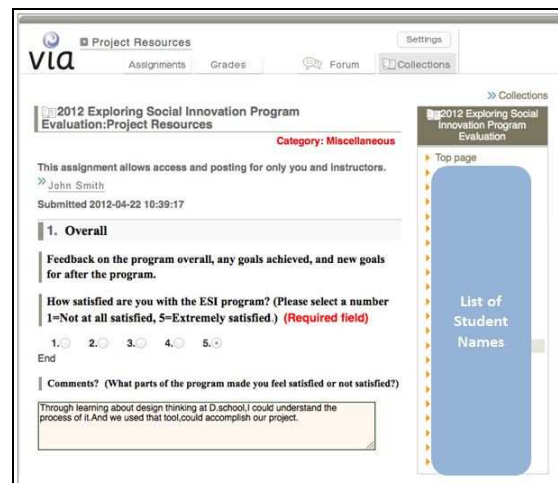 via
Project Resources
Settings
Assignments Grades Forum Collections
>> Collections
2012 Exploring Social Innovation Program Evaluation:Project Resources
Category: Miscellaneous
This assignment allows access and posting for only you and instructors.
>> John Smith
Submitted 2012-04-22 10:39:17
1. Overall
Feedback on the program overall, any goals achieved, and new goals
for after the program.
How satisfied are you with the ESI program? (Please select a number
1=Not at all satisfied, 5=Extremely satisfied.) (Required field)
1. 2. 3. 4. 5.
End
Comments? (What parts of the program made you feel satisfied or not satisfied?)
Through learning about design thinking at D.school,I could understand the
process of it.And we used that tool,could accomplish our project.
2012 Exploring Social
Innovation Program
Evaluation
Top page
List of
Student
Names